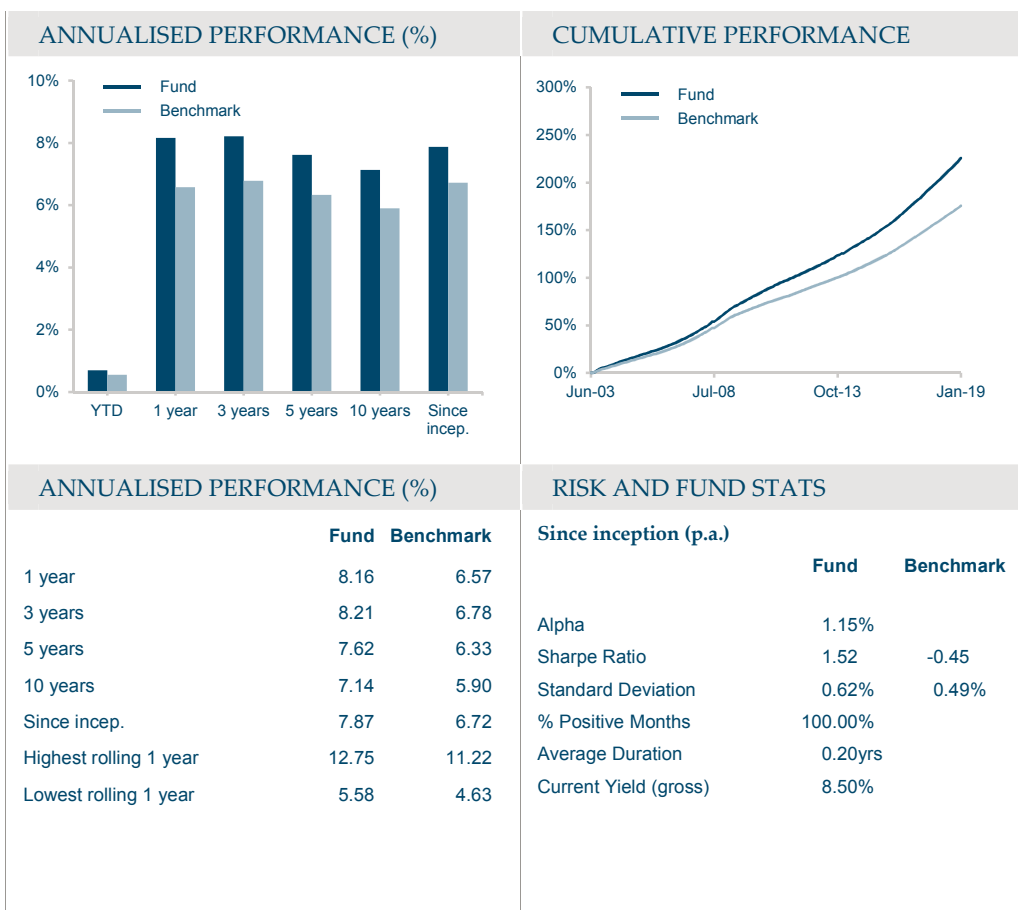 ANNUALISED PERFORMANCE (%)
10%
8%
6%
4%
2%
0%
Fund
Benchmark
YTD 1 year 3 years 5 years 10 years Since
incep.
CUMULATIVE PERFORMANCE
300%
250%
200%
150%
100%
50%
0%
Fund
Benchmark
Jun-03 Jul-08 Oct-13 Jan-19
ANNUALISED PERFORMANCE (%)
Fund Benchmark
1 year 8.16 6.57
3 years 8.21 6.78
5 years 7.62 6.33
10 years 7.14 5.90
Since incep. 7.87 6.72
Highest rolling 1 year 12.75 11.22
Lowest rolling 1 year 5.58 4.63
RISK AND FUND STATS
Since inception (p.a.)
Fund Benchmark
Alpha 1.15%
Sharpe Ratio 1.52 -0.45
Standard Deviation 0.62% 0.49%
% Positive Months 100.00%
Average Duration 0.20yrs
Current Yield (gross) 8.50%